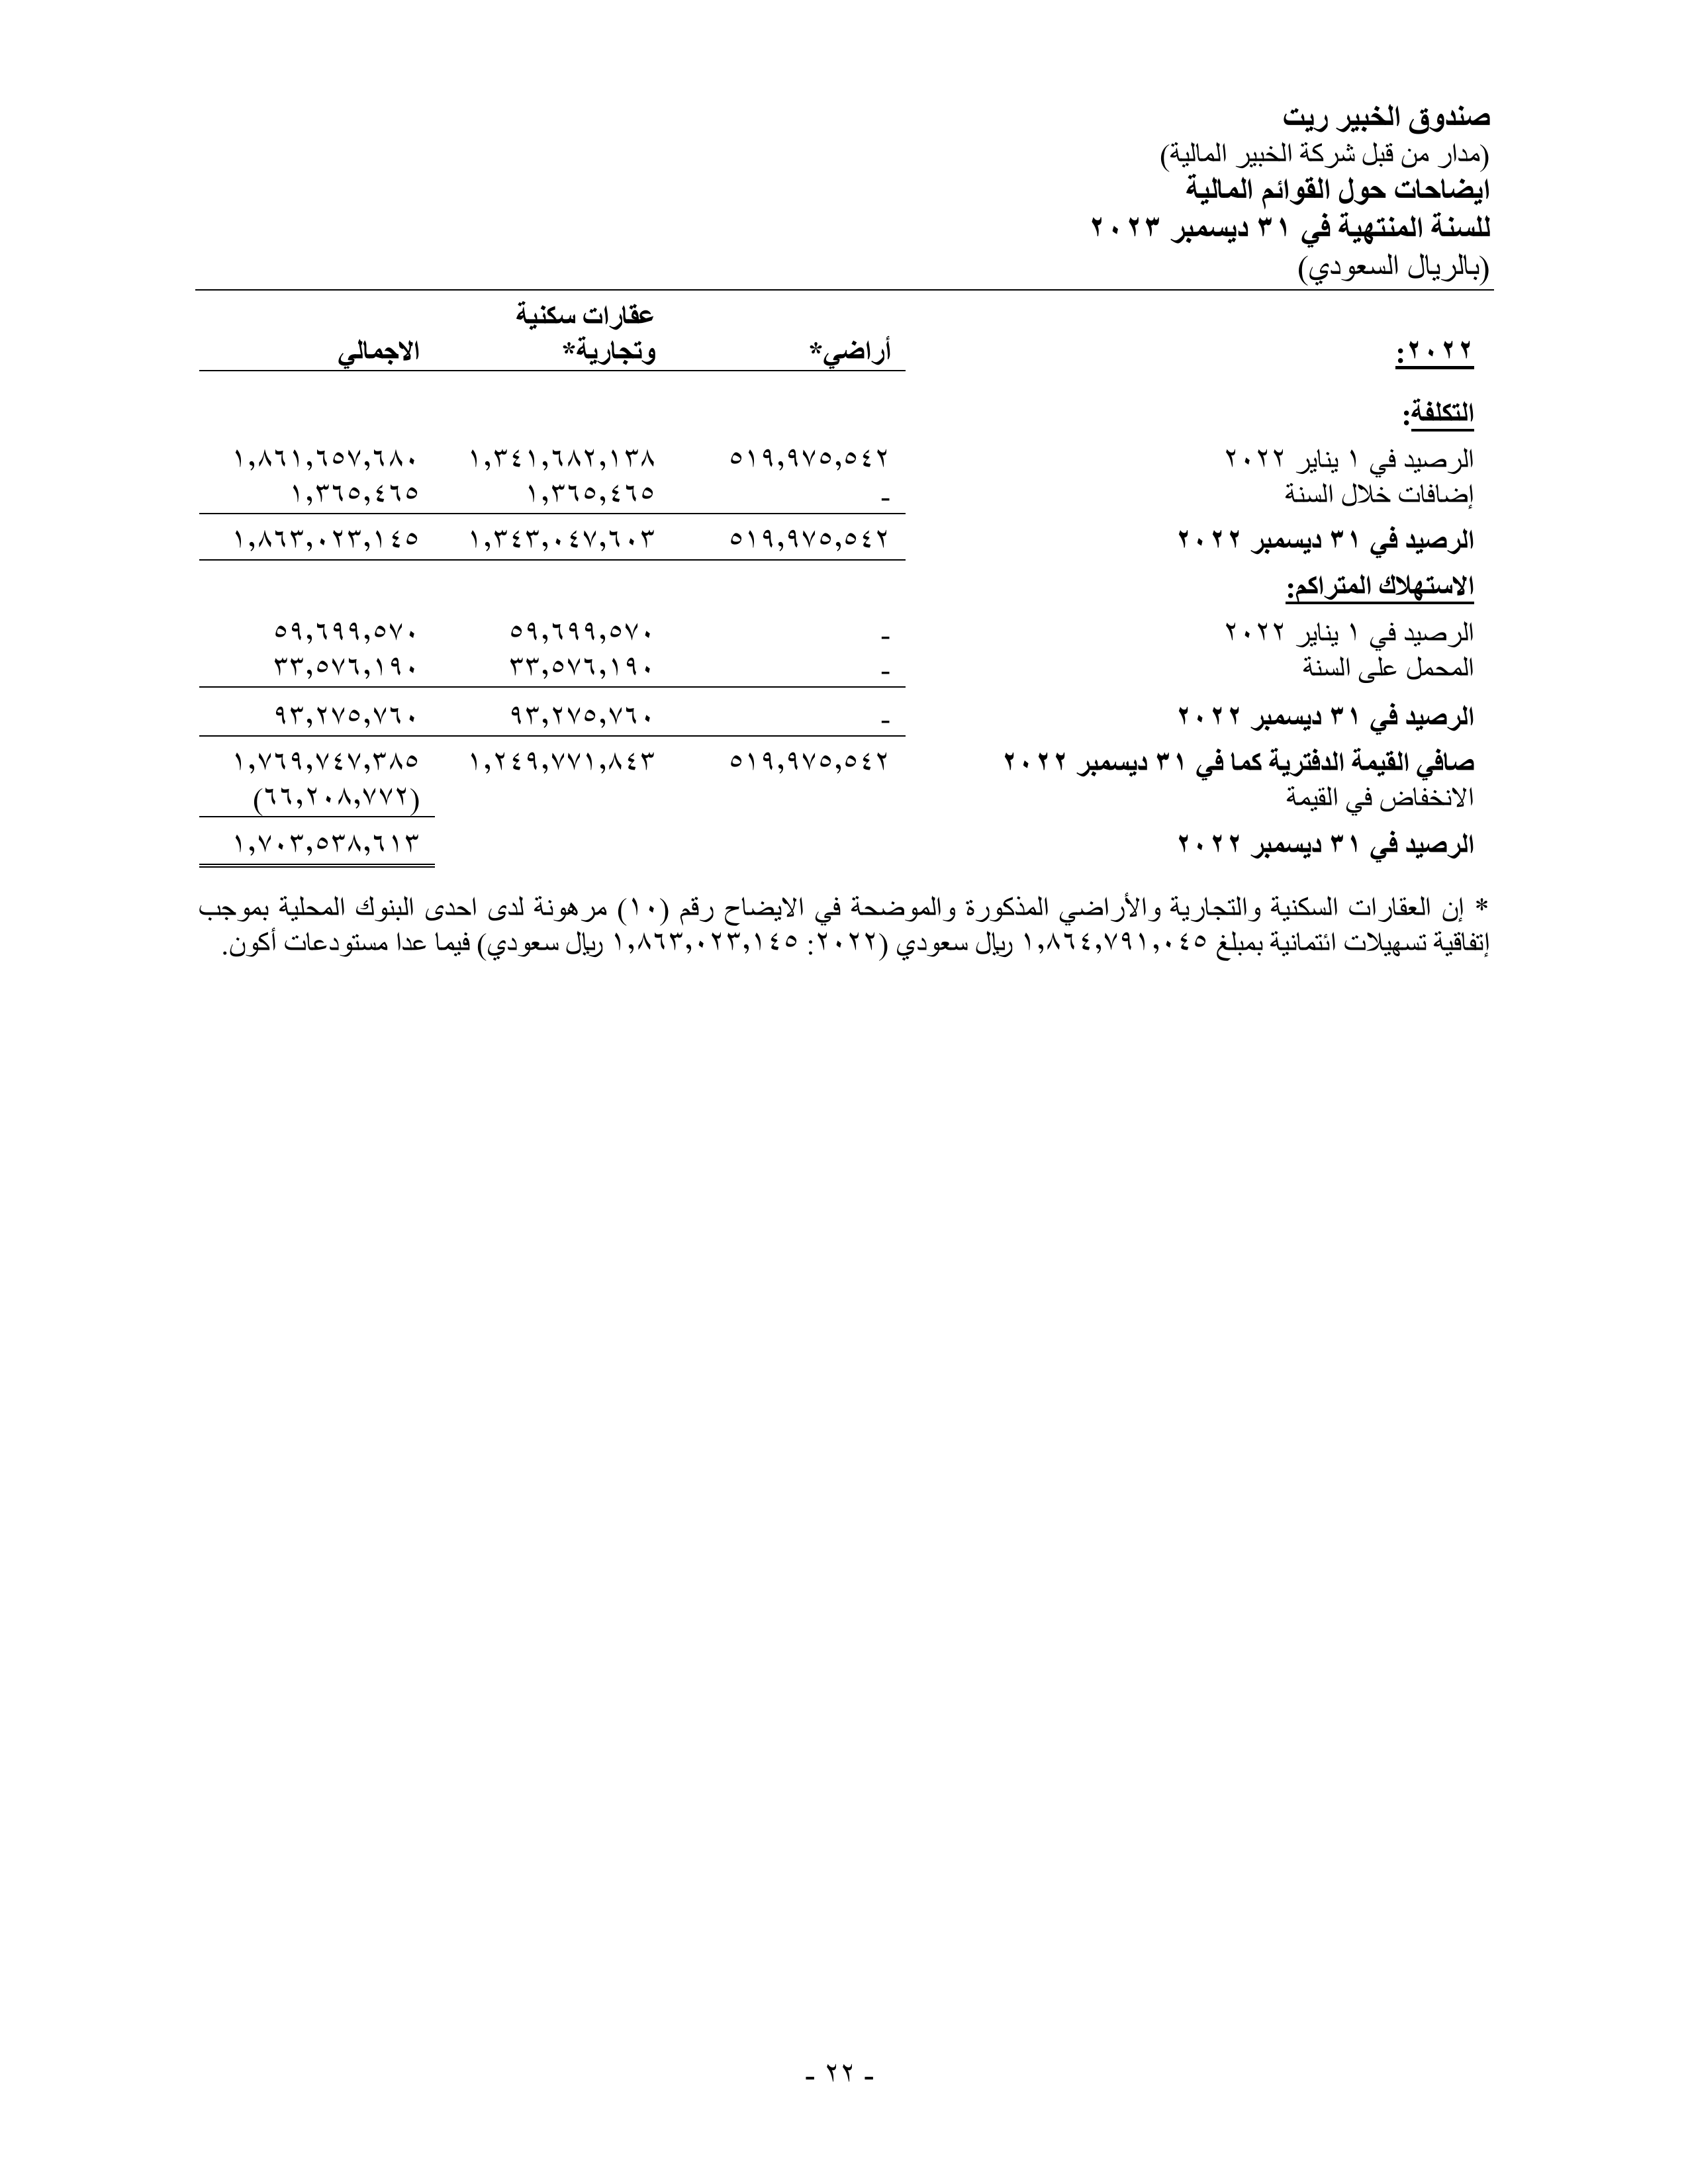 صندوق الخبير ريت
(مدار من قبل شركة الخبير المالية)
ايضاحات حول القوائم المالية
للسنة المنتهية في ٣١ ديسمبر ٢٠٢٣
(بالريال السعودي)
عقارات سكنية
٢٠٢٢: أراضي* وتجارية* الاجمالي
التكلفة:
الرصيد في ١ يناير ٢٠٢٢ ٥١٩,٩٧٥,٥٤٢ ١,٣٤١,٦٨٢,١٣٨ ١,٨٦١,٦٥٧,٦٨٠
إضافات خلال السنة - ١,٣٦٥,٤٦٥ ١,٣٦٥,٤٦٥
الرصيد في ٣١ ديسمبر ٢٠٢٢ ٥١٩,٩٧٥,٥٤٢ ١,٣٤٣,٠٤٧,٦٠٣ ١,٨٦٣,٠٢٣,١٤٥
الاستهلاك المتراكم:
الرصيد في ١ يناير ٢٠٢٢ - ٥٩,٦٩٩,٥٧٠ ٥٩,٦٩٩,٥٧٠
المحمل على السنة - ٣٣,٥٧٦,١٩٠ ٣٣,٥٧٦,١٩٠
الرصيد في ٣١ ديسمبر ٢٠٢٢ - ٩٣,٢٧٥,٧٦٠ ٩٣,٢٧٥,٧٦٠
صافي القيمة الدفترية كما في ٣١ ديسمبر ٢٠٢٢ ٥١٩,٩٧٥,٥٤٢ ١,٢٤٩,٧٧١,٨٤٣ ١,٧٦٩,٧٤٧,٣٨٥
الانخفاض في القيمة (٦٦,٢٠٨,٧٧٢)
الرصيد في ٣١ ديسمبر ٢٠٢٢ ١,٧٠٣,٥٣٨,٦١٣
* إن العقارات السكنية والتجارية والأراضي المذكورة والموضحة في الايضاح رقم (١٠) مرهونة لدى احدى البنوك المحلية بموجب
إتفاقية تسهيلات ائتمانية بمبلغ ١,٨٦٤,٧٩١,٠٤٥ ريال سعودي (٢٠٢٢: ١,٨٦٣,٠٢٣,١٤٥ ريال سعودي) فيما عدا مستودعات أكون.
- ٢٢ -